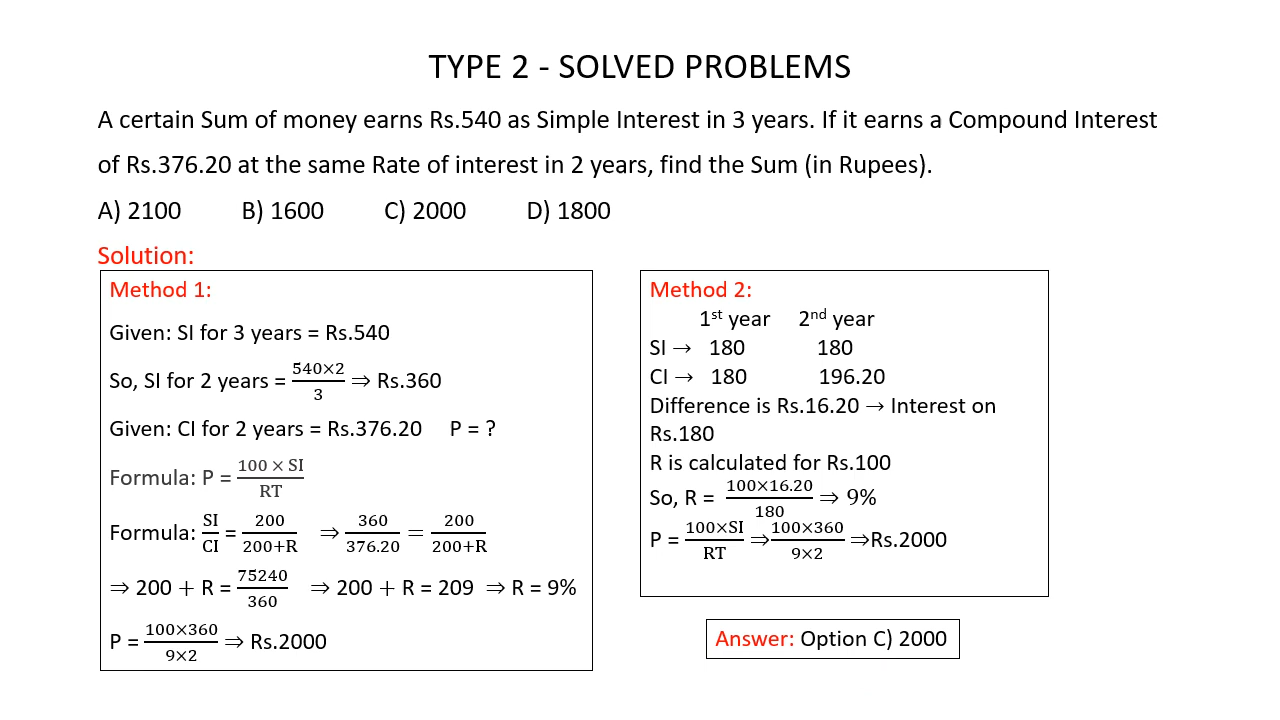 TYPE 2 - SOLVED PROBLEMS
A certain Sum of money earns Rs.540 as Simple Interest in 3 years. If it earns a Compound Interest
of Rs.376.20 at the same Rate of interest in 2 years, find the Sum (in Rupees).
A) 2100 B) 1600 C) 2000 D) 1800
Solution:
Method 1:
Given: SI for 3 years = Rs.540
So, SI for 2 years = 540×2/3 ⇒ Rs.360
Given: CI for 2 years = Rs.376.20 P = ?
Formula: P = 100 × SI/RT
Formula: SI/CI = 200/200+R ⇒ 360/376.20 = 200/200+R
⇒ 200 + R = 75240/360 ⇒ 200 + R = 209 ⇒ R = 9%
P = 100×360/9×2 ⇒ Rs.2000
Method 2:
1st year 2nd year
SI → 180 180
CI → 180 196.20
Difference is Rs.16.20 → Interest on
Rs.180
R is calculated for Rs.100
So, R = 100×16.20/180 ⇒ 9%
P = 100×SI/RT ⇒ 100×360/9×2 ⇒Rs.2000
Answer: Option C) 2000